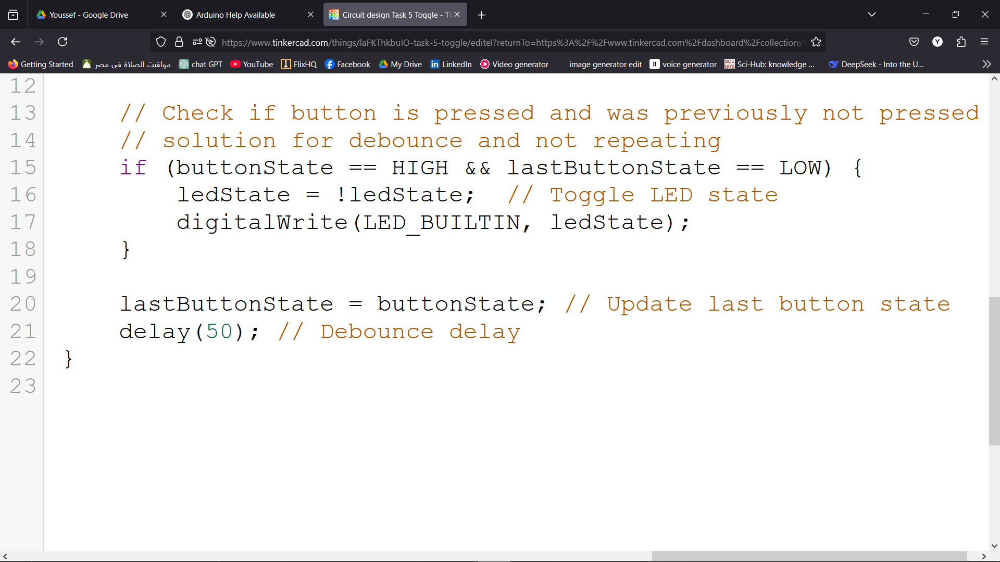 Youssef - Google Drive
Arduino Help Available
Circuit design Task 5 Toggle - Ti
https://www.tinkercad.com/things/laFKThkbuIO-task-5-toggle/editel?returnTo=https%3A%2F%2Fwww.tinkercad.com%2Fdashboard%2Fcollections%
Y
Getting Started
مواقيت الصلاة في مصر
chat GPT
YouTube
FlixHQ
Facebook
My Drive
LinkedIn
Video generator
image generator edit
voice generator
SCI HUB Sci-Hub: knowledge ...
DeepSeek - Into the U...
12
13 // Check if button is pressed and was previously not pressed
14 // solution for debounce and not repeating
15 if (buttonState == HIGH && lastButtonState == LOW) {
16 ledState = !ledState; // Toggle LED state
17 digitalWrite(LED_BUILTIN, ledState);
18 }
19
20 lastButtonState = buttonState; // Update last button state
21 delay(50); // Debounce delay
22 }
23